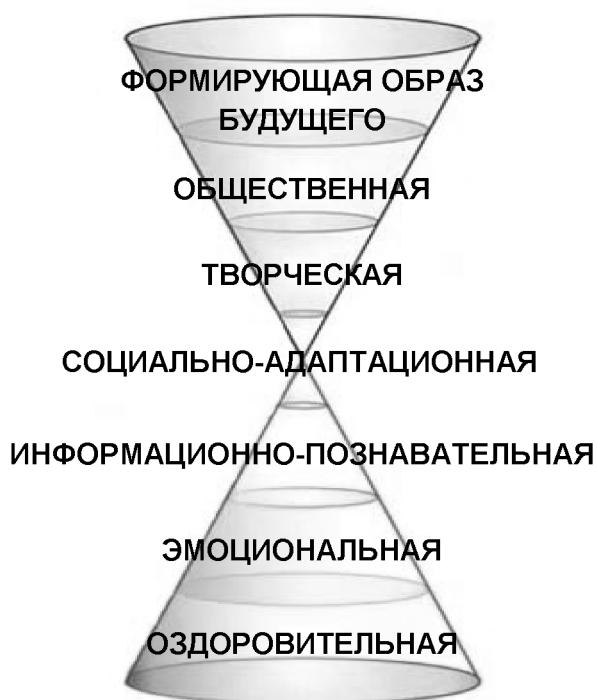 ФОРМИРУЮЩАЯ ОБРАЗ
БУДУЩЕГО
ОБЩЕСТВЕННАЯ
ТВОРЧЕСКАЯ
СОЦИАЛЬНО-АДАПТАЦИОННАЯ
ИНФОРМАЦИОННО-ПОЗНАВАТЕЛЬНАЯ
ЭМОЦИОНАЛЬНАЯ
ОЗДОРОВИТЕЛЬНАЯ